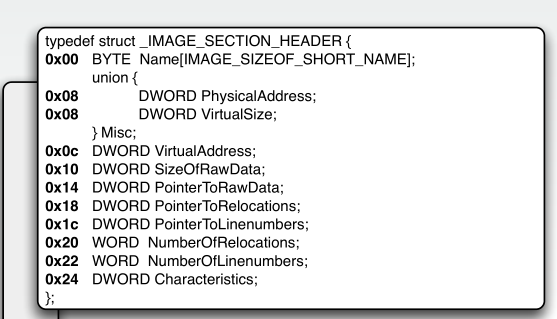 typedef struct _IMAGE_SECTION_HEADER {
0x00 BYTE Name[IMAGE_SIZEOF_SHORT_NAME];
union {
0x08 DWORD PhysicalAddress;
0x08 DWORD VirtualSize;
} Misc;
0x0c DWORD VirtualAddress;
0x10 DWORD SizeOfRawData;
0x14 DWORD PointerToRawData;
0x18 DWORD PointerToRelocations;
0x1c DWORD PointerToLinenumbers;
0x20 WORD NumberOfRelocations;
0x22 WORD NumberOfLinenumbers;
0x24 DWORD Characteristics;
};